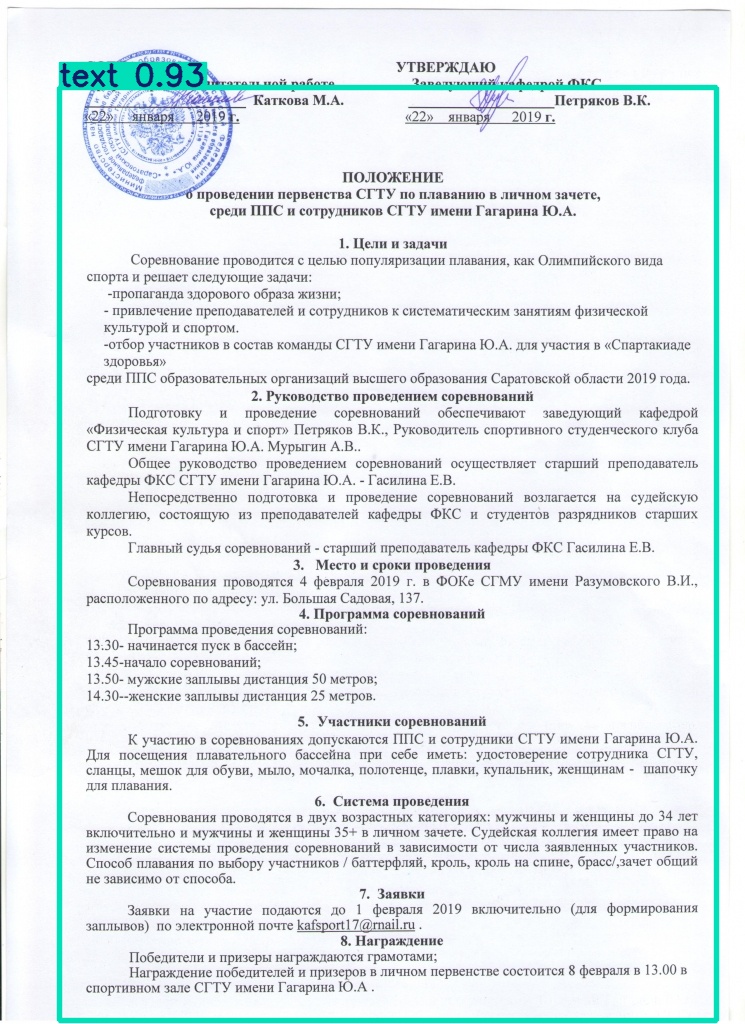 text 0.93
УТВЕРЖДАЮ
работе Заведующий кафедрой ФКС
Каткова М.А. Петряков В.К.
«22» января 2019 г. «22» января 2019 г.
ПОЛОЖЕНИЕ
о проведении первенства СГТУ по плаванию в личном зачете,
среди ППС и сотрудников СГТУ имени Гагарина Ю.А.
1. Цели и задачи
Соревнование проводится с целью популяризации плавания, как Олимпийского вида
спорта и решает следующие задачи:
-пропаганда здорового образа жизни;
- привлечение преподавателей и сотрудников к систематическим занятиям физической
культурой и спортом.
-отбор участников в состав команды СГТУ имени Гагарина Ю.А. для участия в «Спартакиаде
здоровья»
среди ППС образовательных организаций высшего образования Саратовской области 2019 года.
2. Руководство проведением соревнований
Подготовку и проведение соревнований обеспечивают заведующий кафедрой
«Физическая культура и спорт» Петряков В.К., Руководитель спортивного студенческого клуба
СГТУ имени Гагарина Ю.А. Мурыгин А.В..
Общее руководство проведением соревнований осуществляет старший преподаватель
кафедры ФКС СГТУ имени Гагарина Ю.А. - Гасилина Е.В.
Непосредственно подготовка и проведение соревнований возлагается на судейскую
коллегию, состоящую из преподавателей кафедры ФКС и студентов разрядников старших
курсов.
Главный судья соревнований - старший преподаватель кафедры ФКС Гасилина Е.В.
3. Место и сроки проведения
Соревнования проводятся 4 февраля 2019 г. в ФОКе СГМУ имени Разумовского В.И.,
расположенного по адресу: ул. Большая Садовая, 137.
4. Программа соревнований
Программа проведения соревнований:
13.30- начинается пуск в бассейн;
13.45-начало соревнований;
13.50- мужские заплывы дистанция 50 метров;
14.30--женские заплывы дистанция 25 метров.
5. Участники соревнований
К участию в соревнованиях допускаются ППС и сотрудники СГТУ имени Гагарина Ю.А.
Для посещения плавательного бассейна при себе иметь: удостоверение сотрудника СГТУ,
сланцы, мешок для обуви, мыло, мочалка, полотенце, плавки, купальник, женщинам - шапочку
для плавания.
6. Система проведения
Соревнования проводятся в двух возрастных категориях: мужчины и женщины до 34 лет
включительно и мужчины и женщины 35+ в личном зачете. Судейская коллегия имеет право на
изменение системы проведения соревнований в зависимости от числа заявленных участников.
Способ плавания по выбору участников / баттерфляй, кроль, кроль на спине, брасс/,зачет общий
не зависимо от способа.
7. Заявки
Заявки на участие подаются до 1 февраля 2019 включительно (для формирования
заплывов) по электронной почте kafsport17@rnail.ru .
8. Награждение
Победители и призеры награждаются грамотами;
Награждение победителей и призеров в личном первенстве состоится 8 февраля в 13.00 в
спортивном зале СГТУ имени Гагарина Ю.А .